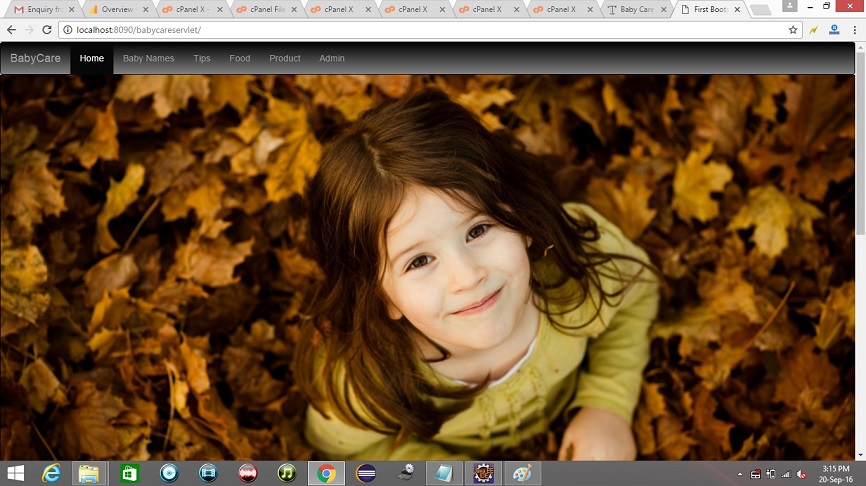 Enquiry fro
Overview
cPanel X -
cPanel File
cPanel X
cPanel X
cPanel X
cPanel X
Baby Care
First Boots
localhost:8090/babycareservlet/
BabyCare Home Baby Names Tips Food Product Admin
3:15 PM
20-Sep-16